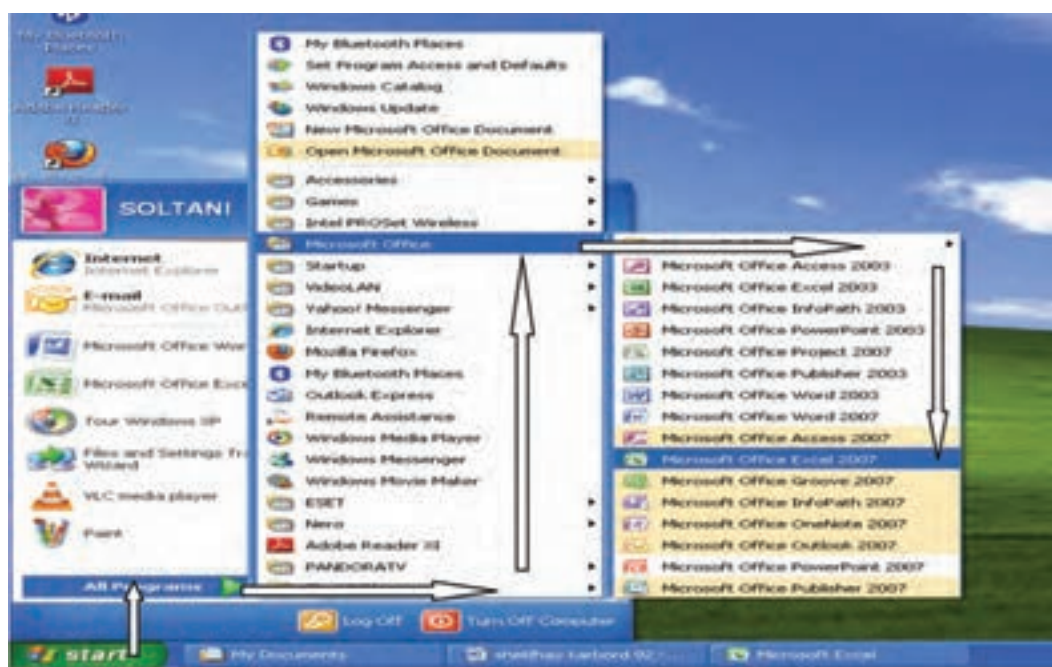 My Bluetooth
Places
Adobe Reader
SOLTANI
Internet
Internet Explorer
E-mail
Microsoft Office Out
Microsoft Office Wor
Microsoft Office Exce
Tour Windows XP
Files and Settings Tr
Wizard
VLC media player
Paint
All Programs
My Bluetooth Places
Set Program Access and Defaults
Windows Catalog
Windows Update
New Microsoft Office Document
Open Microsoft Office Document
Accessories
Games
Intel PROSet Wireless
Microsoft Office
Startup
VideoLAN
Yahoo! Messenger
Internet Explorer
Mozilla Firefox
My Bluetooth Places
Outlook Express
Remote Assistance
Windows Media Player
Windows Messenger
Windows Movie Maker
ESET
Nero
Adobe Reader XI
PANDORATV
Microsoft Office Access 2003
Microsoft Office Excel 2003
Microsoft Office InfoPath 2003
Microsoft Office PowerPoint 2003
Microsoft Office Project 2007
Microsoft Office Publisher 2003
Microsoft Office Word 2003
Microsoft Office Word 2007
Microsoft Office Access 2007
Microsoft Office Excel 2007
Microsoft Office Groove 2007
Microsoft Office InfoPath 2007
Microsoft Office OneNote 2007
Microsoft Office Outlook 2007
Microsoft Office PowerPoint 2007
Microsoft Office Publisher 2007
Log Off
Turn Off Computer
start
My Documents
karbord 92
Microsoft Excel